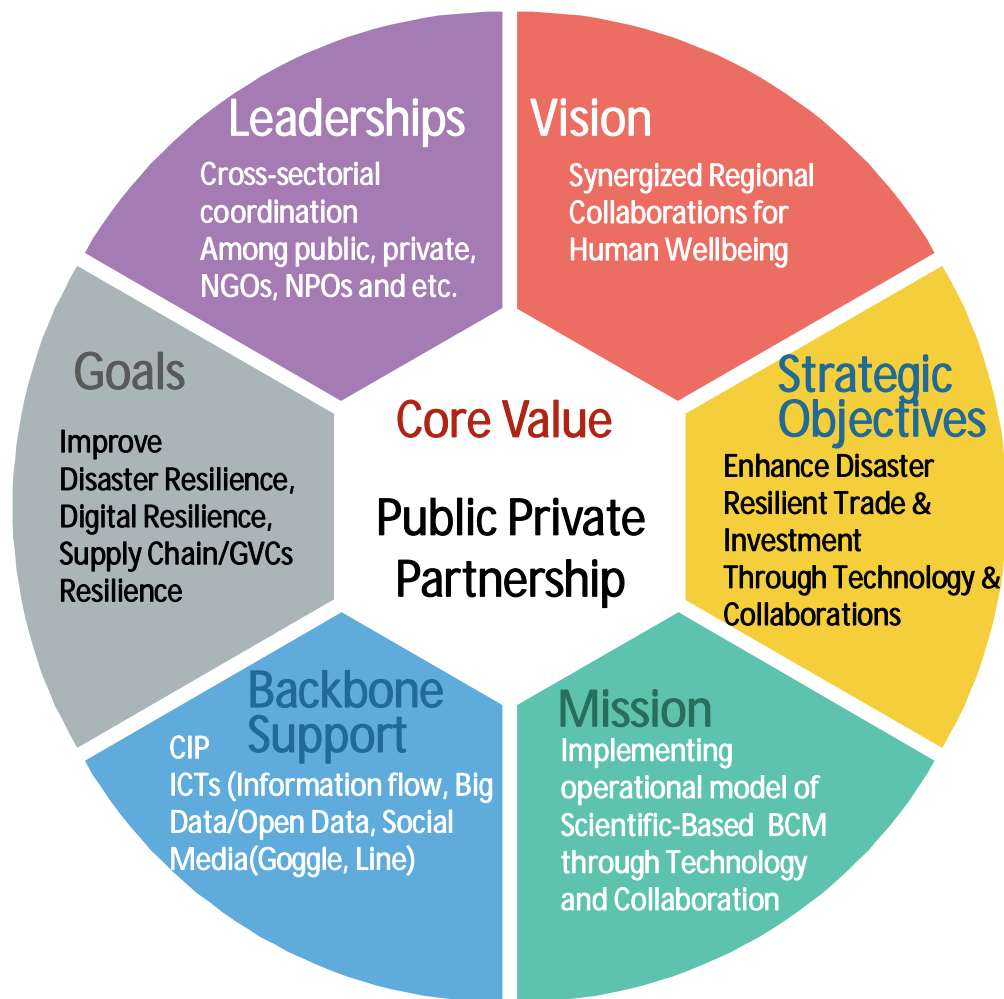 Leaderships
Cross-sectorial
coordination
Among public, private,
NGOs, NPOs and etc.
Vision
Synergized Regional
Collaborations for
Human Wellbeing
Strategic
Objectives
Enhance Disaster
Resilient Trade &
Investment
Through Technology &
Collaborations
Mission
Implementing
operational model of
Scientific-Based BCM
through Technology
and Collaboration
Backbone
Support
CIP
ICTs (Information flow, Big
Data/Open Data, Social
Media(Goggle, Line)
Goals
Improve
Disaster Resilience,
Digital Resilience,
Supply Chain/GVCs
Resilience
Core Value
Public Private
Partnership